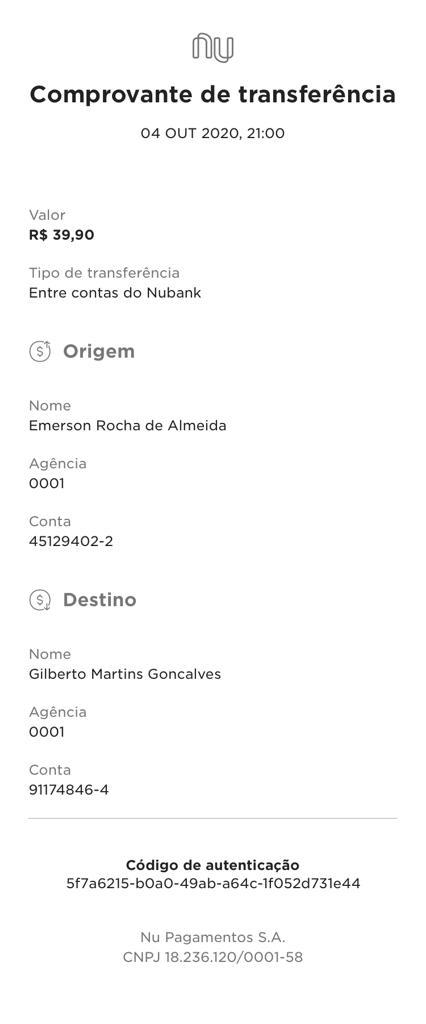 nu
Comprovante de transferência
04 OUT 2020, 21:00
Valor
R$ 39,90
Tipo de transferência
Entre contas do Nubank
Origem
Nome
Emerson Rocha de Almeida
Agência
0001
Conta
45129402-2
Destino
Nome
Gilberto Martins Goncalves
Agência
0001
Conta
91174846-4
Código de autenticação
5f7a6215-b0a0-49ab-a64c-1f052d731e44
Nu Pagamentos S.A.
CNPJ 18.236.120/0001-58